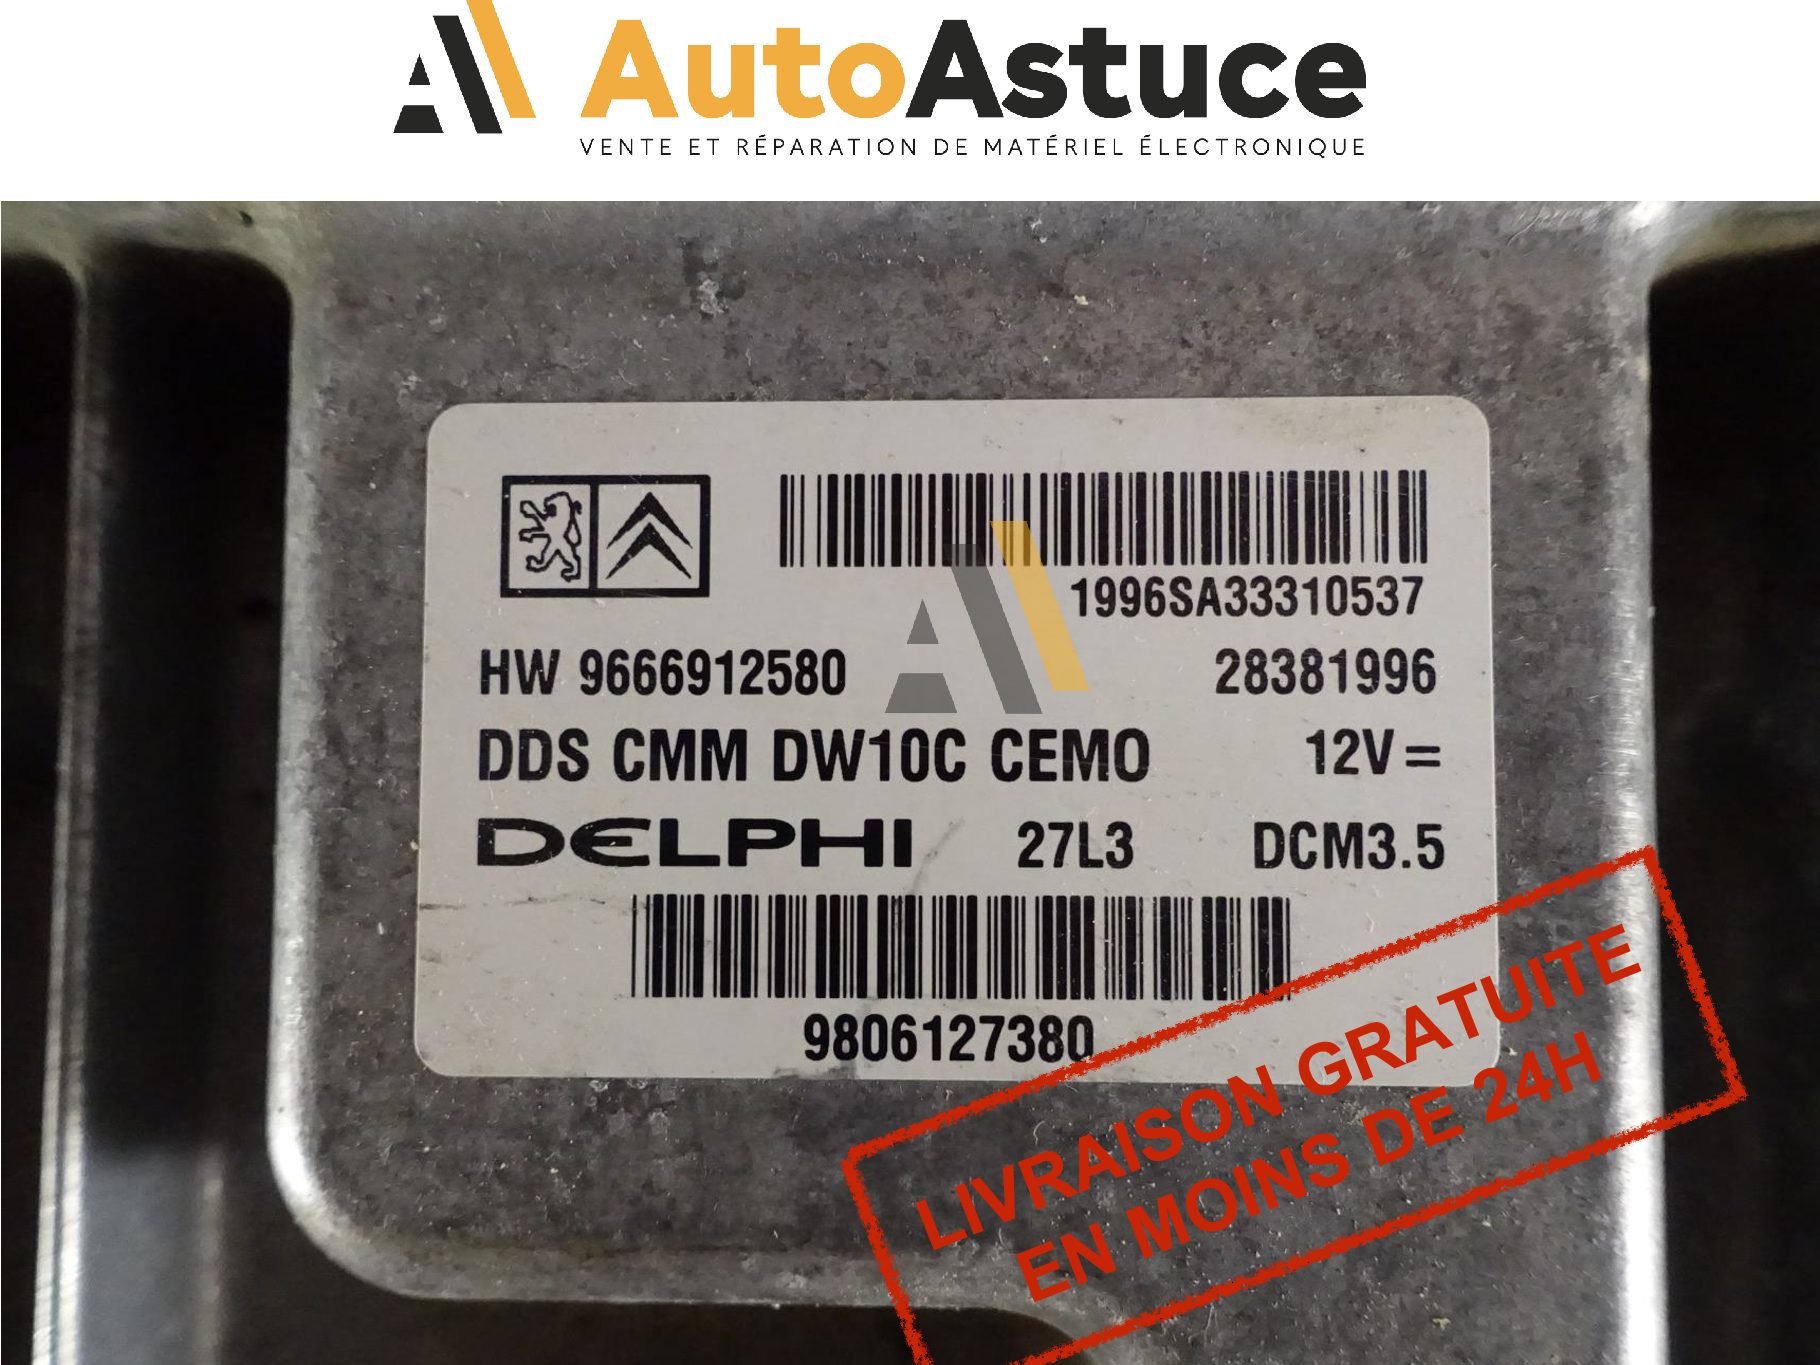 AutoAstuce
VENTE ET RÉPARATION DE MATÉRIEL ÉLECTRONIQUE
1996SA33310537
HW 9666912580 28381996
DDS CMM DW10C CEMO 12V=
DELPHI 27L3 DCM3.5
9806127380
LIVRAISON GRATUITE
EN MOINS DE 24H